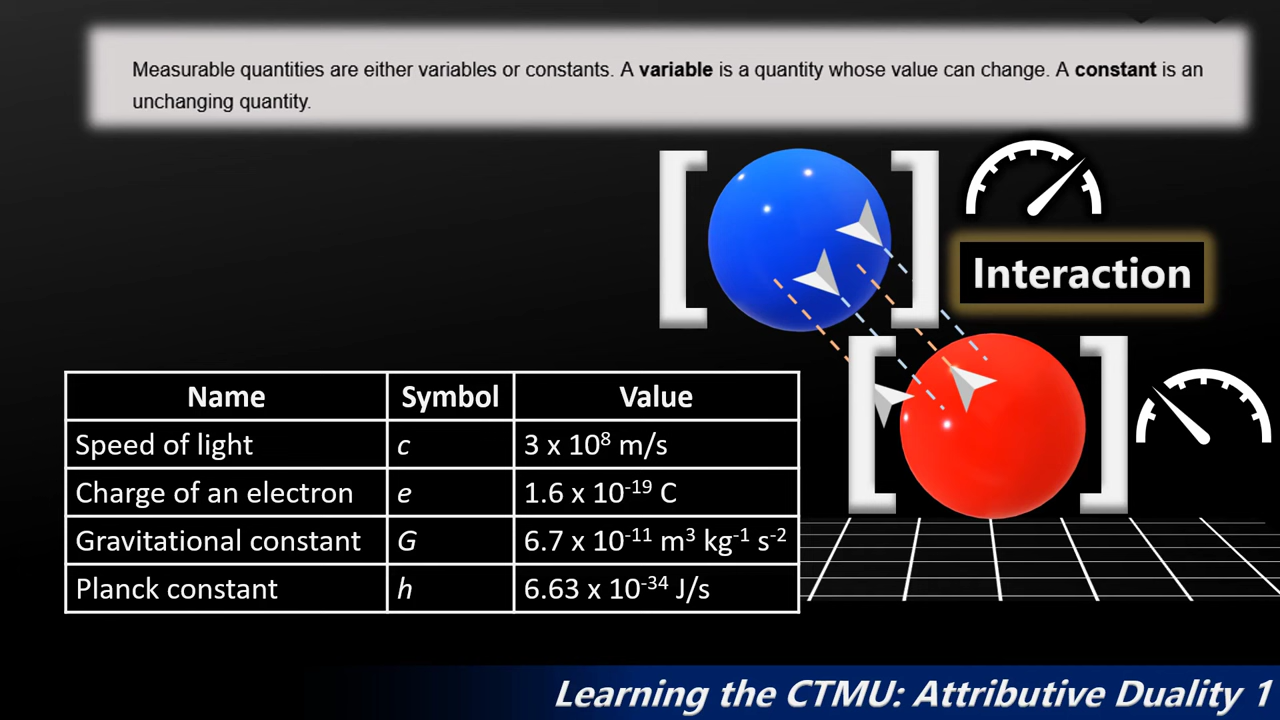 Measurable quantities are either variables or constants. A variable is a quantity whose value can change. A constant is an
unchanging quantity.
Interaction
Name Symbol Value
Speed of light c 3 x 10⁸ m/s
Charge of an electron e 1.6 x 10⁻¹⁹ C
Gravitational constant G 6.7 x 10⁻¹¹ m³ kg⁻¹ s⁻²
Planck constant h 6.63 x 10⁻³⁴ J/s
Learning the CTMU: Attributive Duality 1